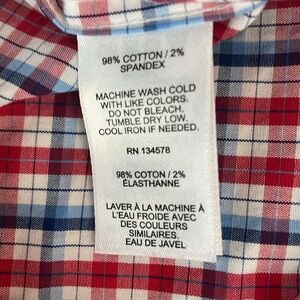 98% COTTON / 2%
SPANDEX
MACHINE WASH COLD
WITH LIKE COLORS.
DO NOT BLEACH.
TUMBLE DRY LOW,
COOL IRON IF NEEDED.
RN 134578
98% COTON / 2%
ÉLASTHANNE
LAVER À LA MACHINE À
L'EAU FROIDE AVEC
DES COULEURS
SIMILAIRES.
EAU DE JAVEL